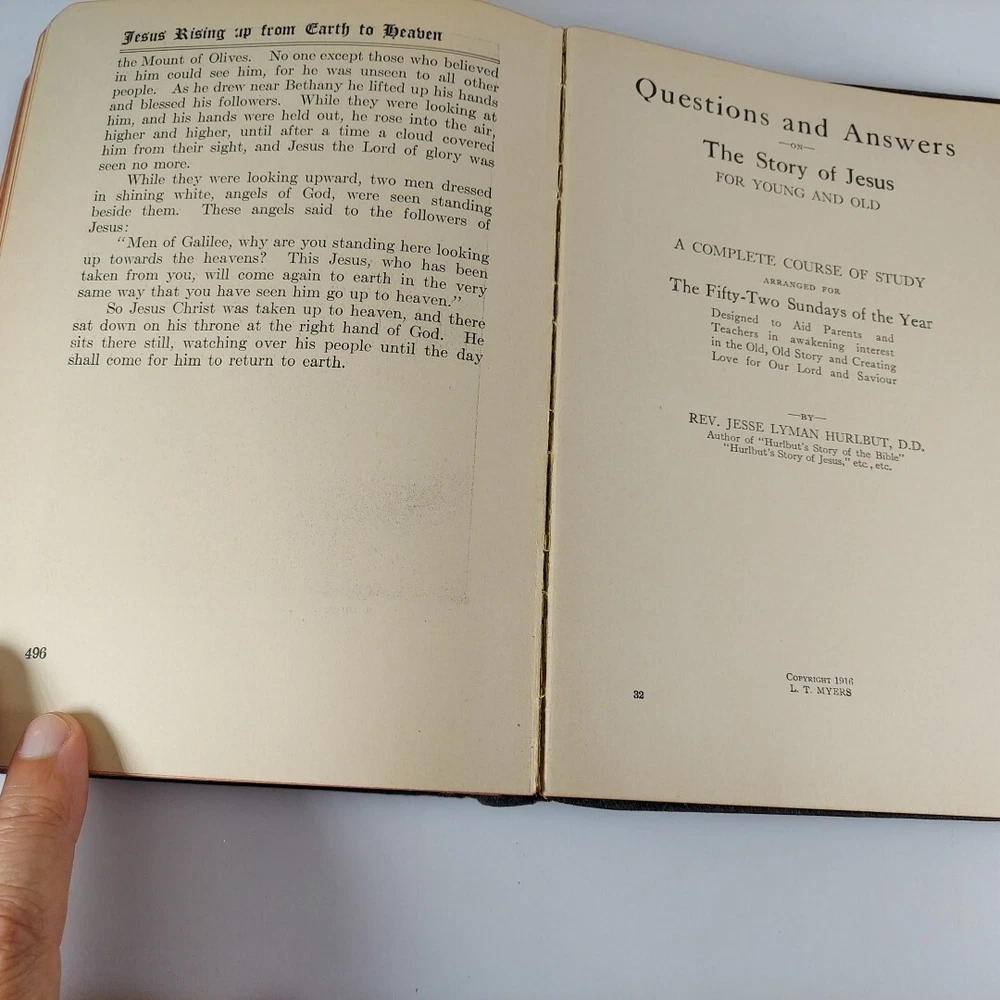 Jesus Rising up from Earth to Heaven
the Mount of Olives. No one except those who believed
in him could see him, for he was unseen to all other
people. As he drew near Bethany he lifted up his hands
and blessed his followers. While they were looking at
him, and his hands were held out, he rose into the air,
higher and higher, until after a time a cloud covered
him from their sight, and Jesus the Lord of glory was
seen no more.
While they were looking upward, two men dressed
in shining white, angels of God, were seen standing
beside them. These angels said to the followers of
Jesus:
"Men of Galilee, why are you standing here looking
up towards the heavens? This Jesus, who has been
taken from you, will come again to earth in the very
same way that you have seen him go up to heaven."
So Jesus Christ was taken up to heaven, and there
sat down on his throne at the right hand of God. He
sits there still, watching over his people until the day
shall come for him to return to earth.
496
Questions and Answers
—ON—
The Story of Jesus
FOR YOUNG AND OLD
A COMPLETE COURSE OF STUDY
ARRANGED FOR
The Fifty-Two Sundays of the Year
Designed to Aid Parents and
Teachers in awakening interest
in the Old, Old Story and Creating
Love for Our Lord and Saviour
—BY—
REV. JESSE LYMAN HURLBUT, D.D.
Author of "Hurlbut's Story of the Bible"
"Hurlbut's Story of Jesus," etc., etc.
COPYRIGHT 1916
L. T. MYERS
32